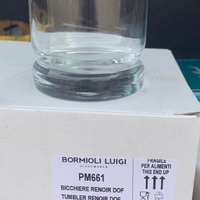 BORMIOLI LUIGI
PM661
BICCHIERE RENOIR DOF
TUMBLER RENOIR DOF
FRAGILE
PER ALIMENTI
THIS END UP